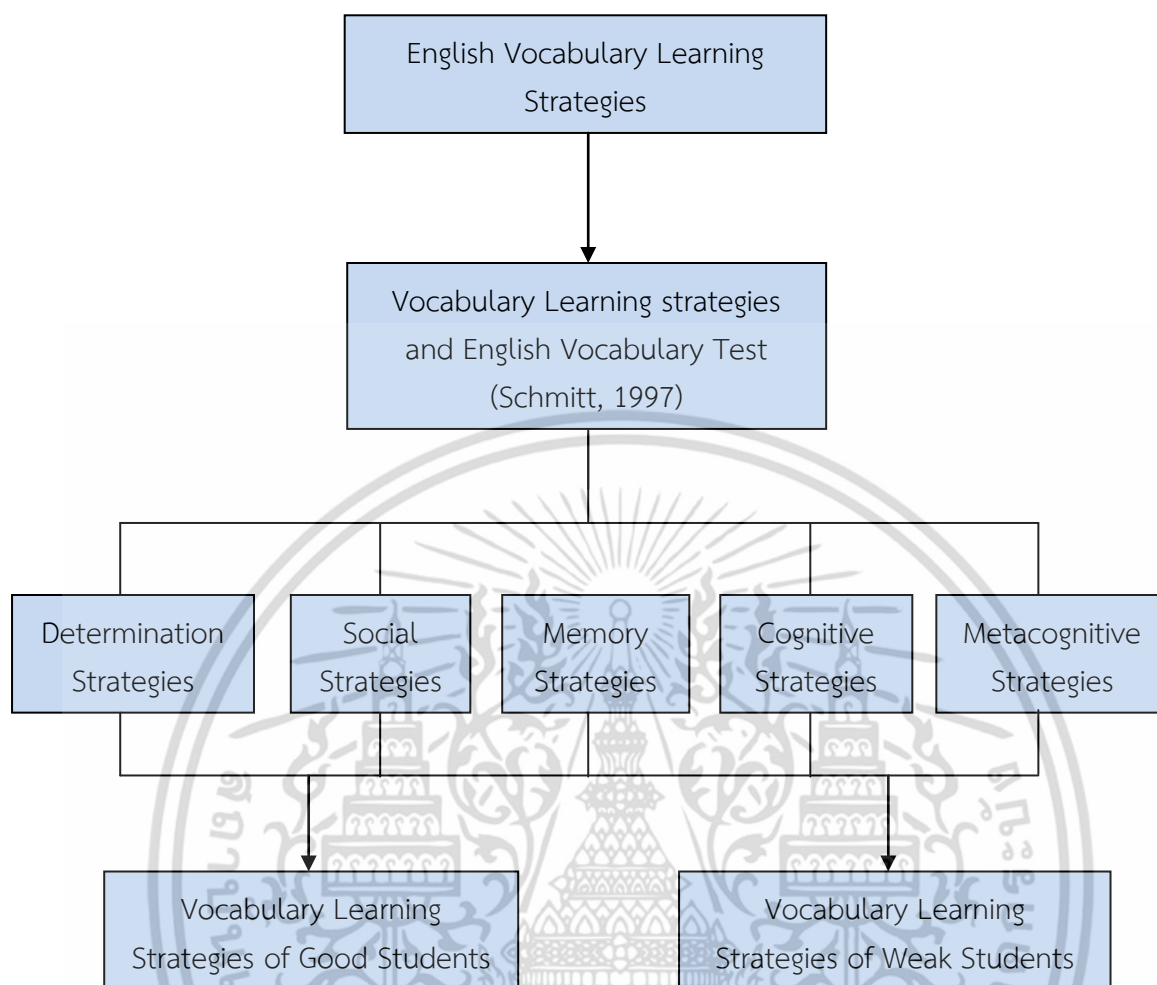 English Vocabulary Learning
Strategies
Vocabulary Learning strategies
and English Vocabulary Test
(Schmitt, 1997)
Determination
Strategies
Social
Strategies
Memory
Strategies
Cognitive
Strategies
Metacognitive
Strategies
Vocabulary Learning
Strategies of Good Students
Vocabulary Learning
Strategies of Weak Students